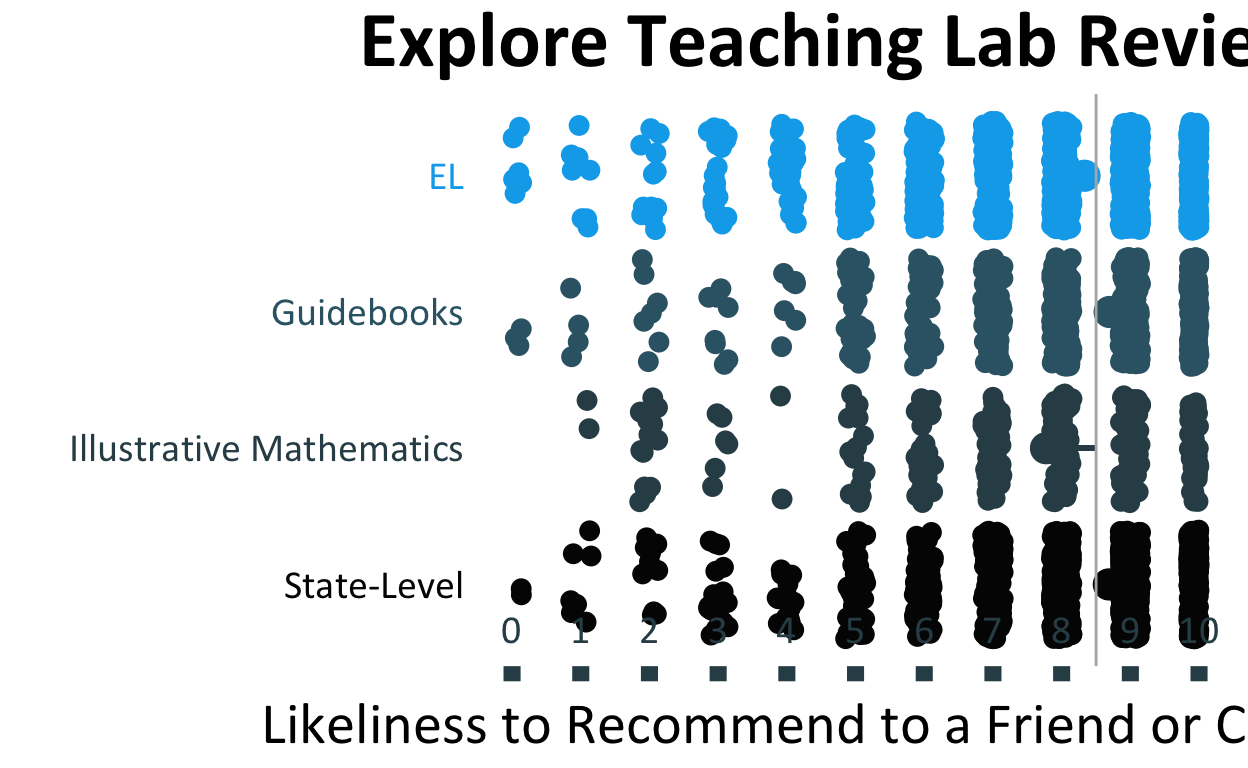 Explore Teaching Lab Revie
EL
Guidebooks
Illustrative Mathematics
State-Level
0 1 2 3 4 5 6 7 8 9 10
Likeliness to Recommend to a Friend or C